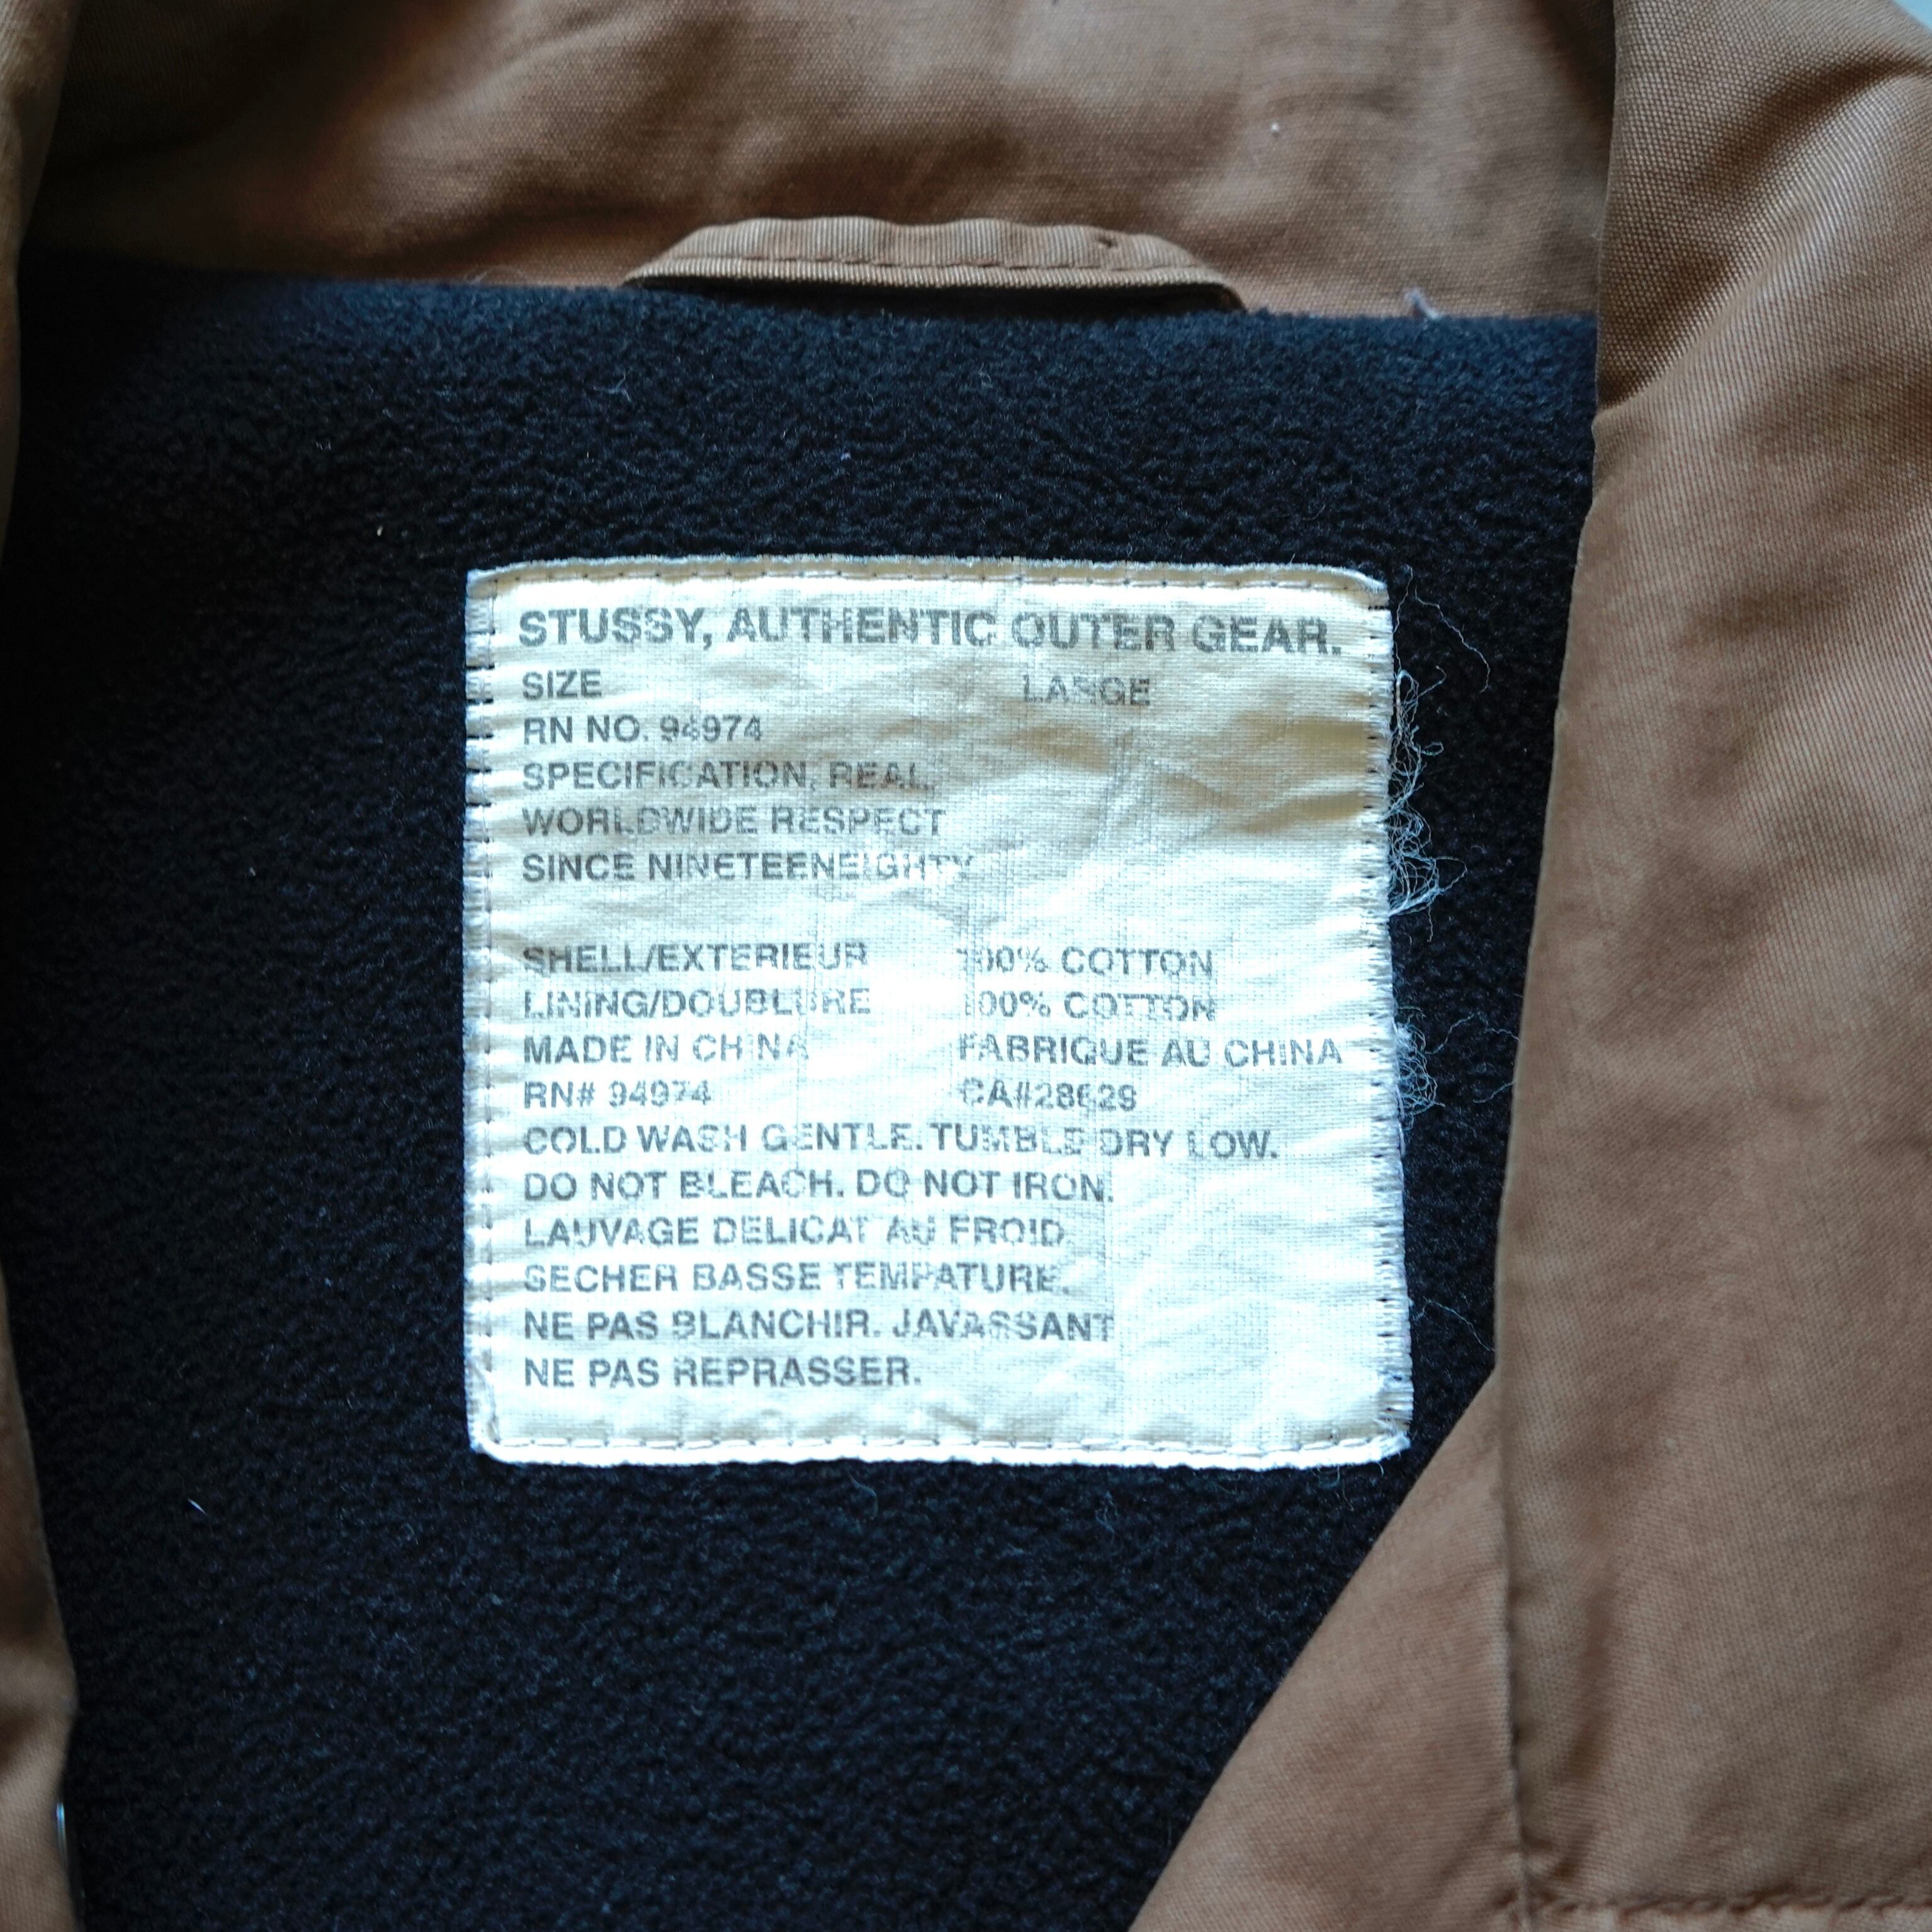 STUSSY, AUTHENTIC OUTER GEAR.
SIZE LARGE
RN NO. 94974
SPECIFICATION, REAL,
WORLDWIDE RESPECT
SINCE NINETEENEIGHTY
SHELL/EXTERIEUR 100% COTTON
LINING/DOUBLURE 100% COTTON
MADE IN CHINA FABRIQUE AU CHINA
RN# 94974 CA#28629
COLD WASH GENTLE. TUMBLE DRY LOW.
DO NOT BLEACH. DO NOT IRON.
LAUVAGE DELICAT AU FROID.
SECHER BASSE TEMPATURE.
NE PAS BLANCHIR. JAVASSANT
NE PAS REPRASSER.